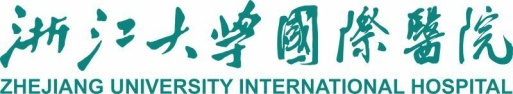 浙江大學國際醫院
ZHEJIANG UNIVERSITY INTERNATIONAL HOSPITAL